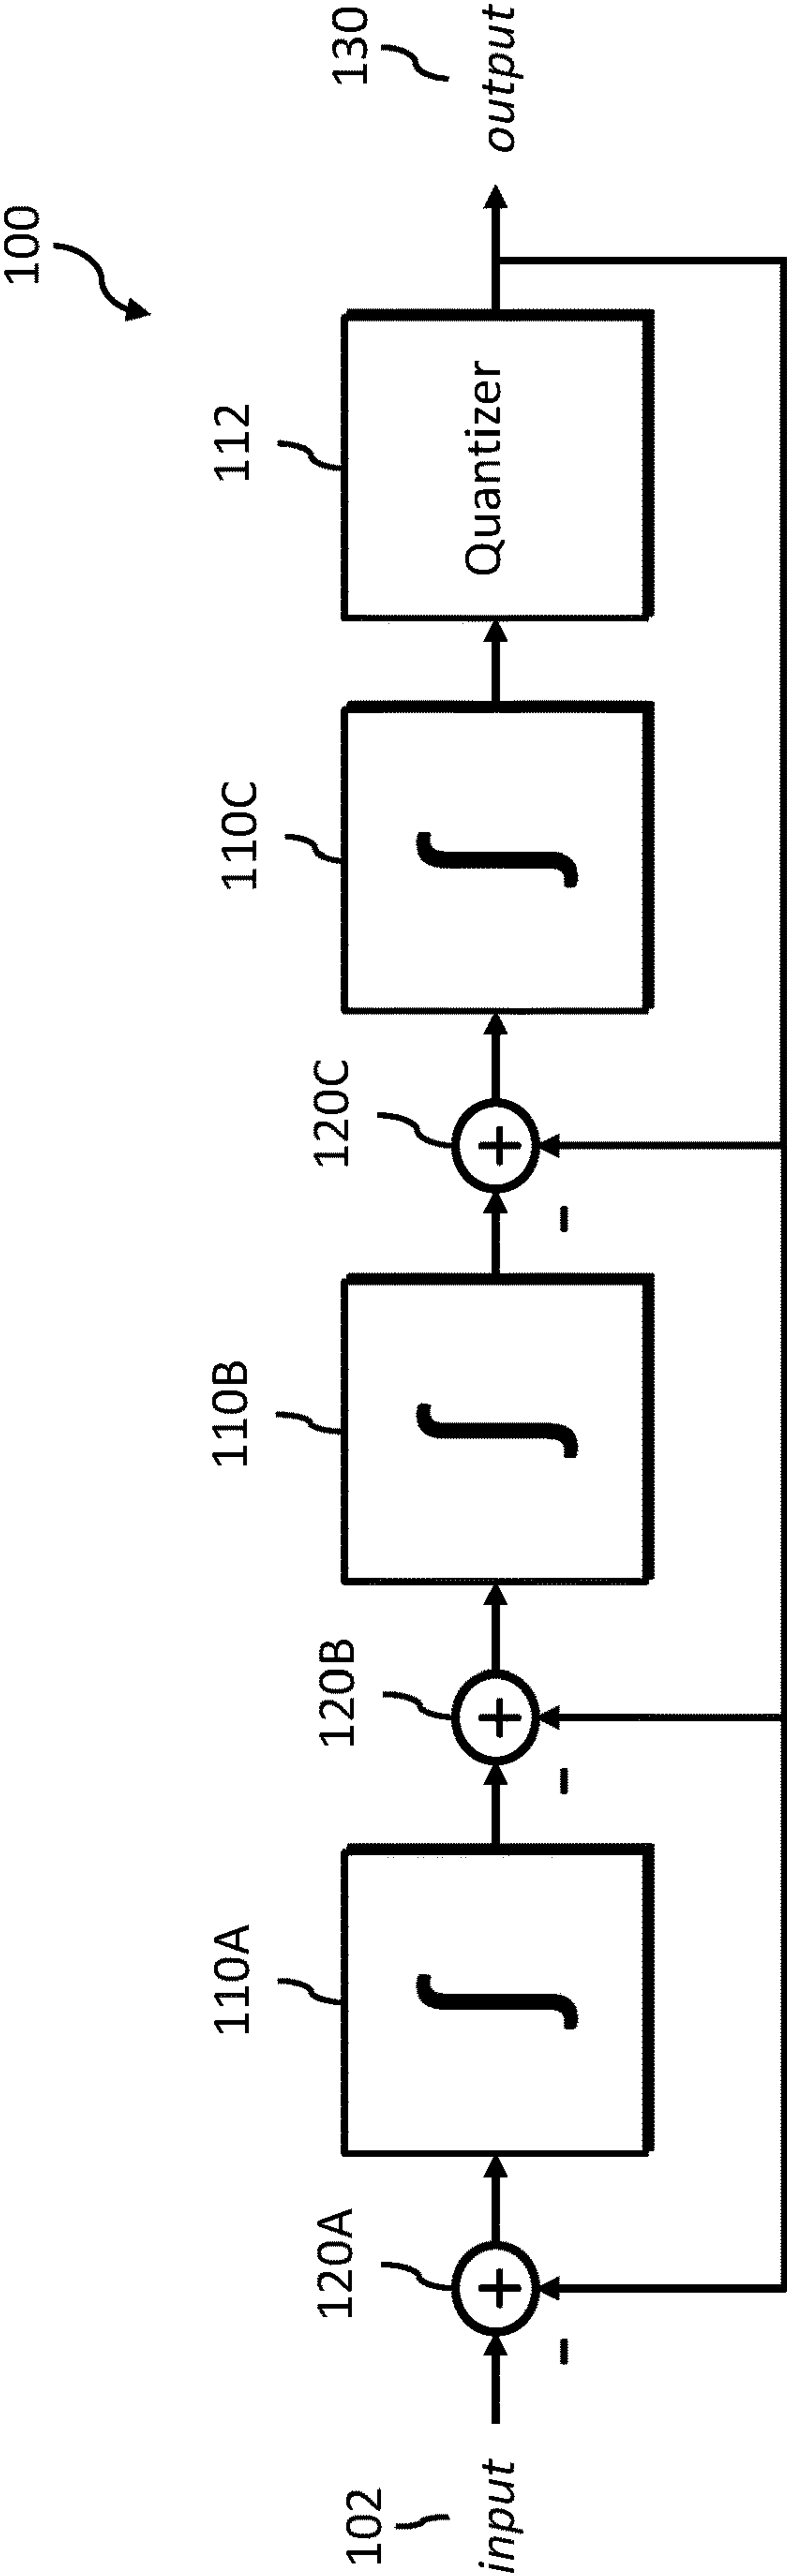 100
102
input
120A
+
-
110A
∫
120B
+
-
110B
∫
120C
+
-
110C
∫
112
Quantizer
130
output